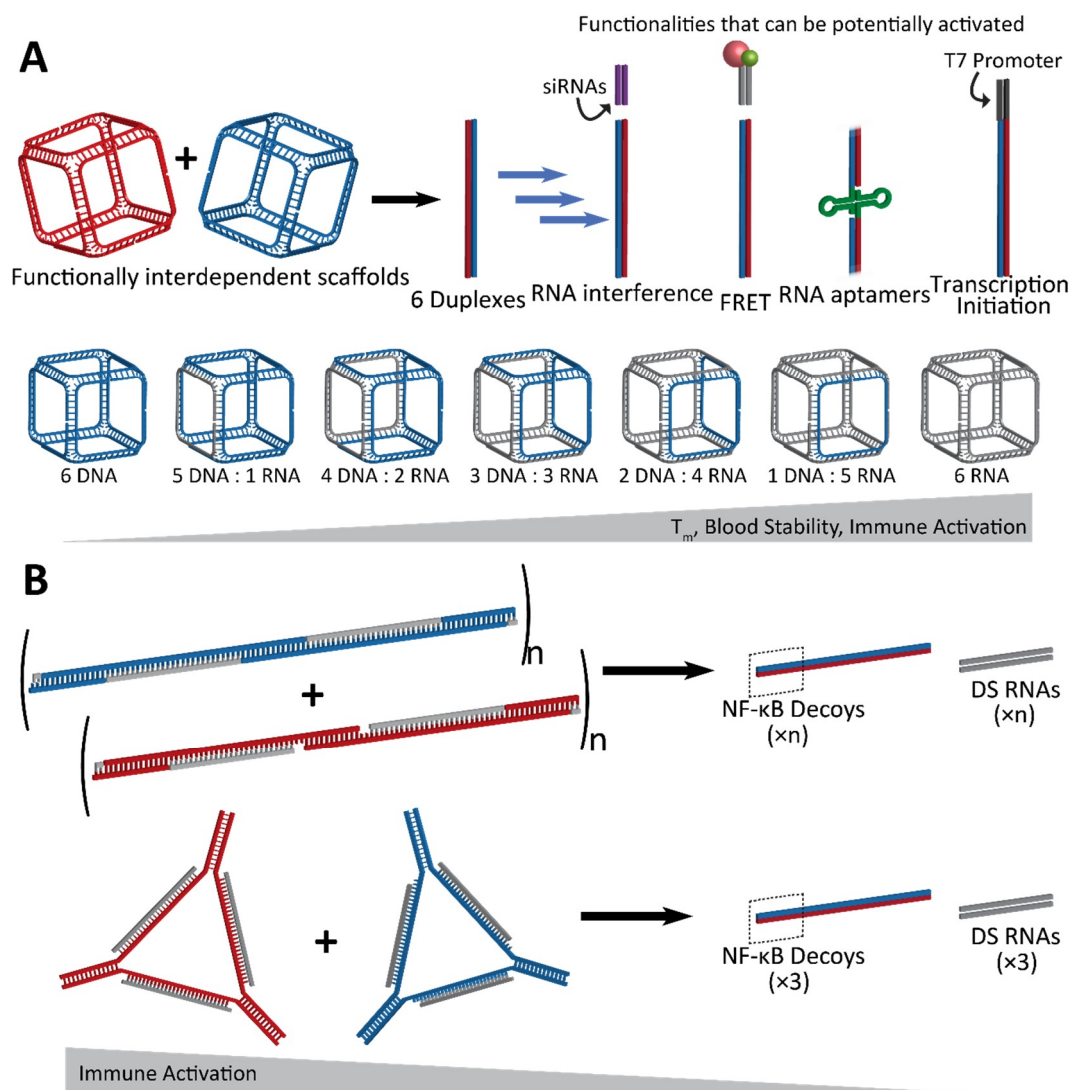 A
Functionalities that can be potentially activated
siRNAs
T7 Promoter
+
Functionally interdependent scaffolds
6 Duplexes
RNA interference
FRET
RNA aptamers
Transcription
Initiation
6 DNA
5 DNA : 1 RNA
4 DNA : 2 RNA
3 DNA : 3 RNA
2 DNA : 4 RNA
1 DNA : 5 RNA
6 RNA
Tm, Blood Stability, Immune Activation
B
n
+
n
NF-κB Decoys
(×n)
DS RNAs
(×n)
+
NF-κB Decoys
(×3)
DS RNAs
(×3)
Immune Activation